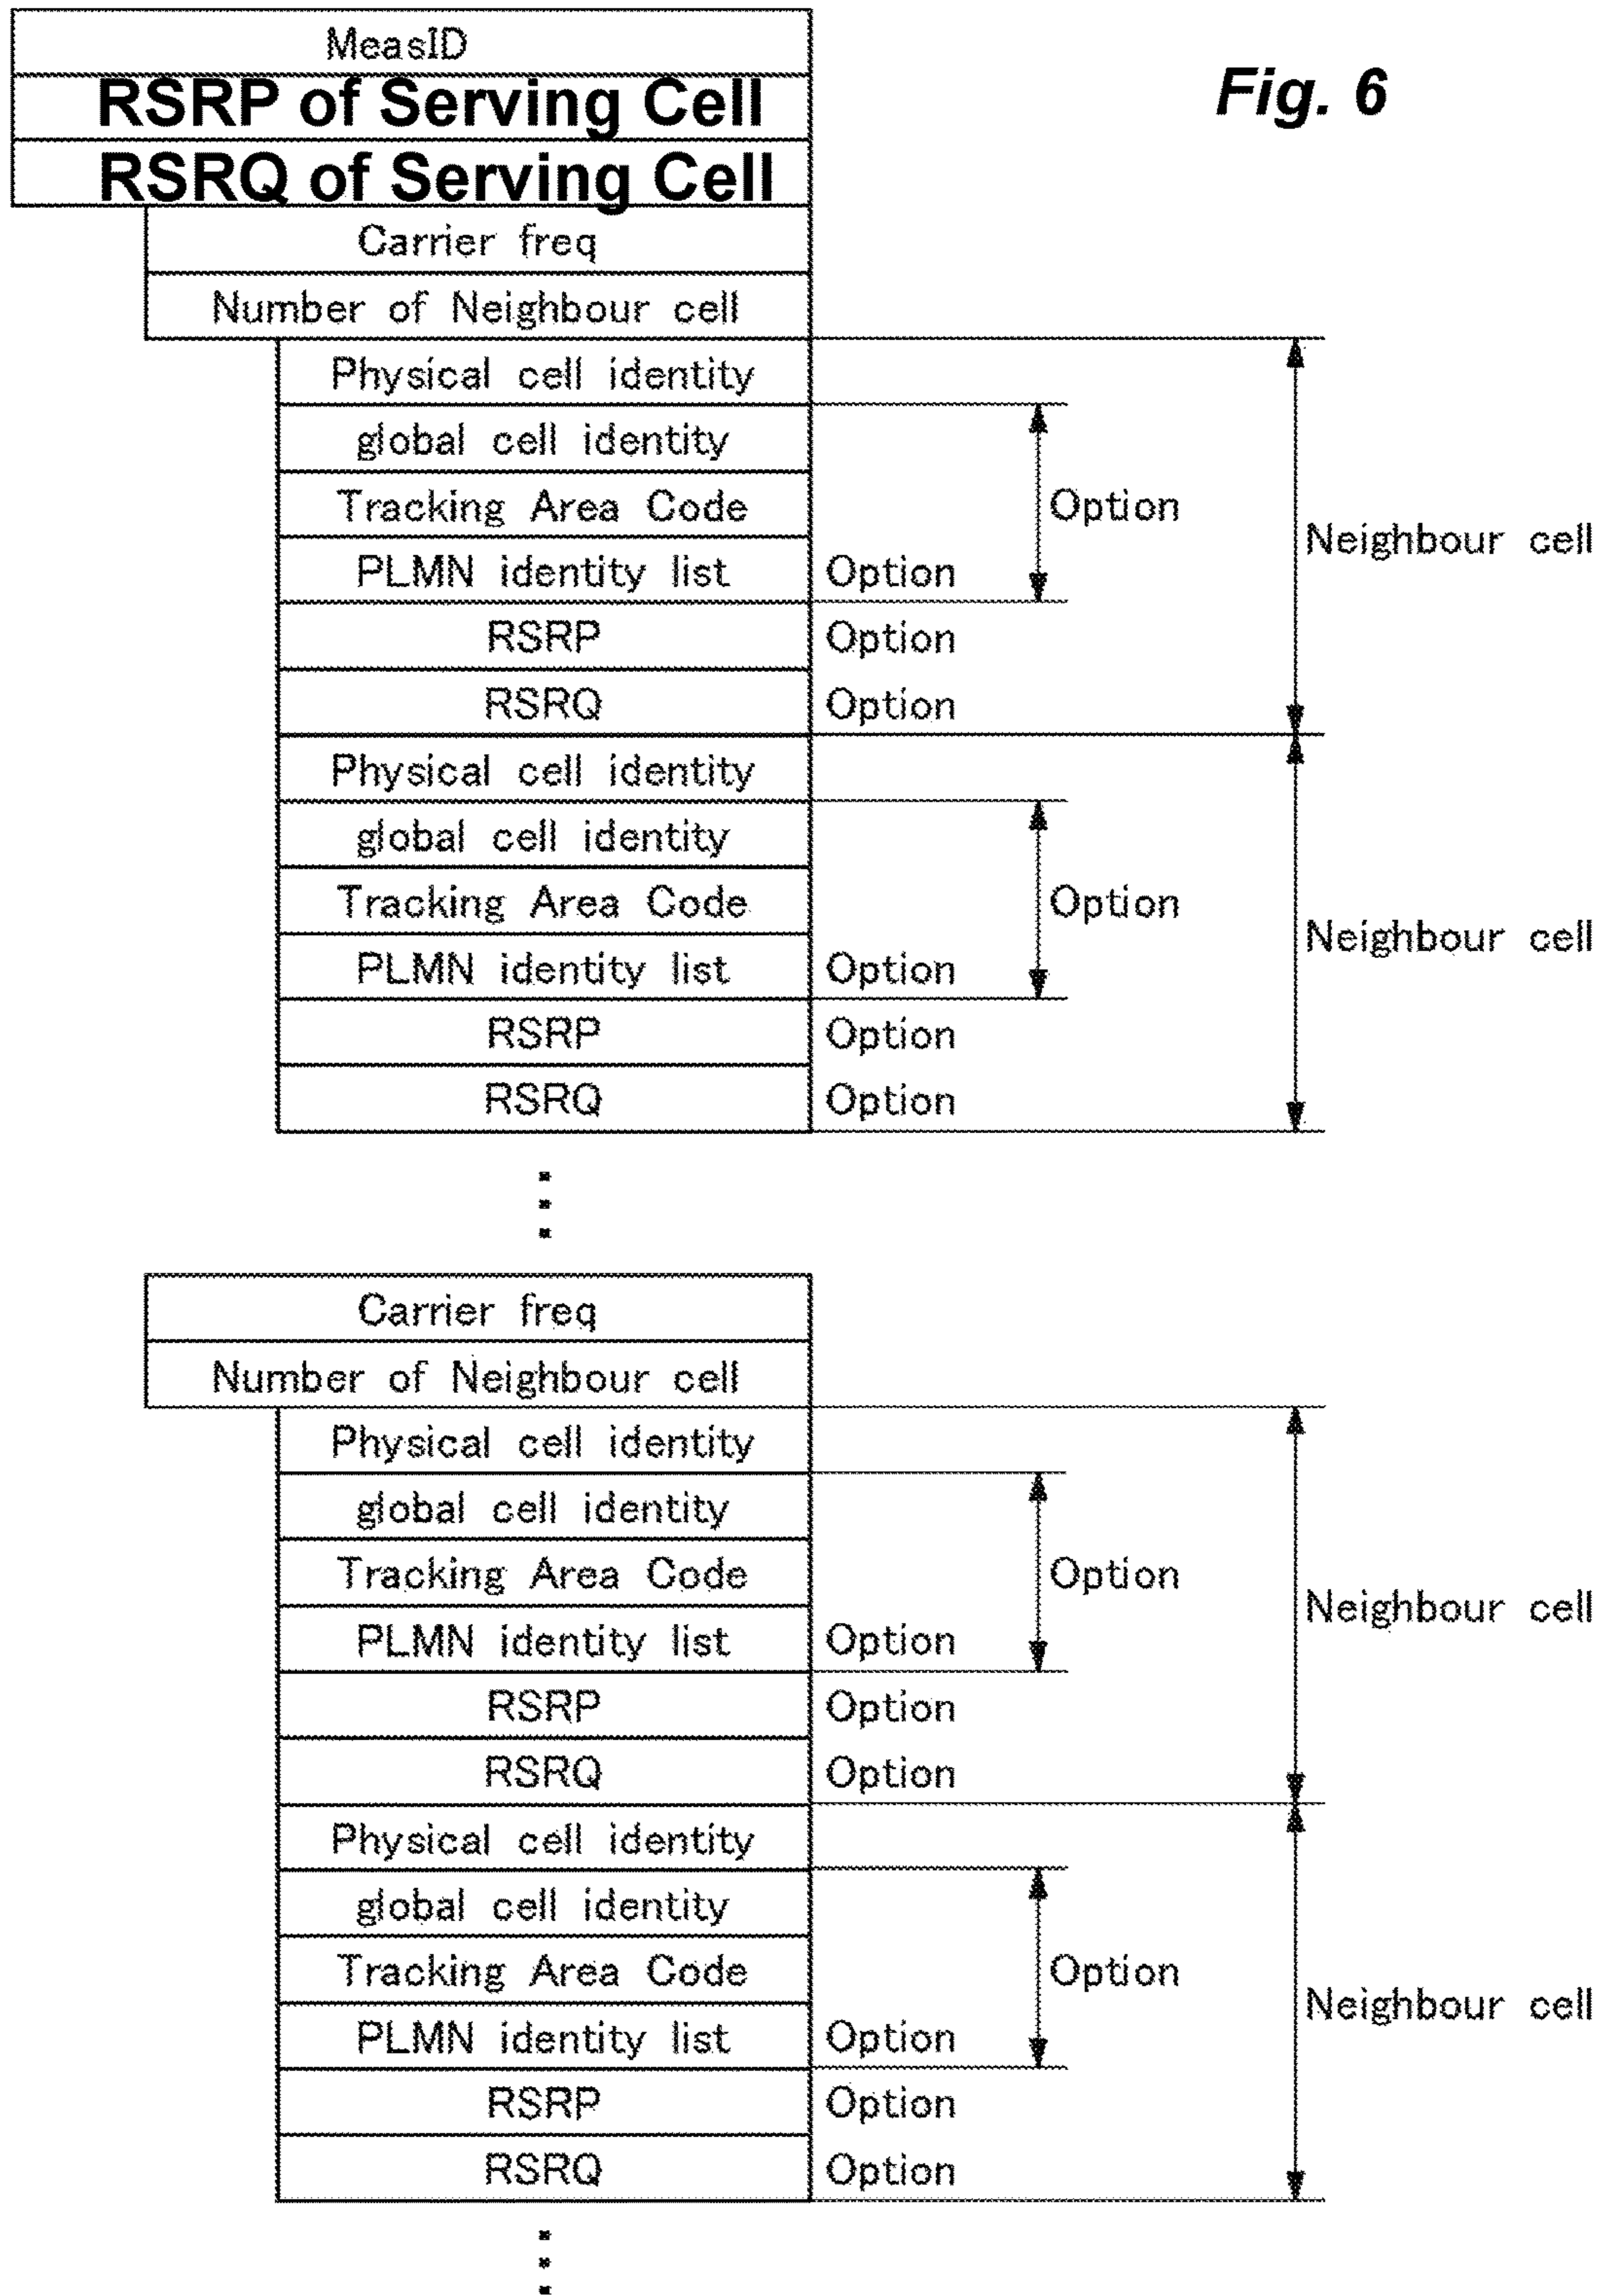 MeasID
Fig. 6
RSRP of Serving Cell
RSRQ of Serving Cell
Carrier freq
Number of Neighbour cell
Physical cell identity
global cell identity
Tracking Area Code
Option
Neighbour cell
PLMN identity list
Option
RSRP
Option
RSRQ
Option
Physical cell identity
global cell identity
Tracking Area Code
Option
Neighbour cell
PLMN identity list
Option
RSRP
Option
RSRQ
Option
Carrier freq
Number of Neighbour cell
Physical cell identity
global cell identity
Tracking Area Code
Option
Neighbour cell
PLMN identity list
Option
RSRP
Option
RSRQ
Option
Physical cell identity
global cell identity
Tracking Area Code
Option
Neighbour cell
PLMN identity list
Option
RSRP
Option
RSRQ
Option